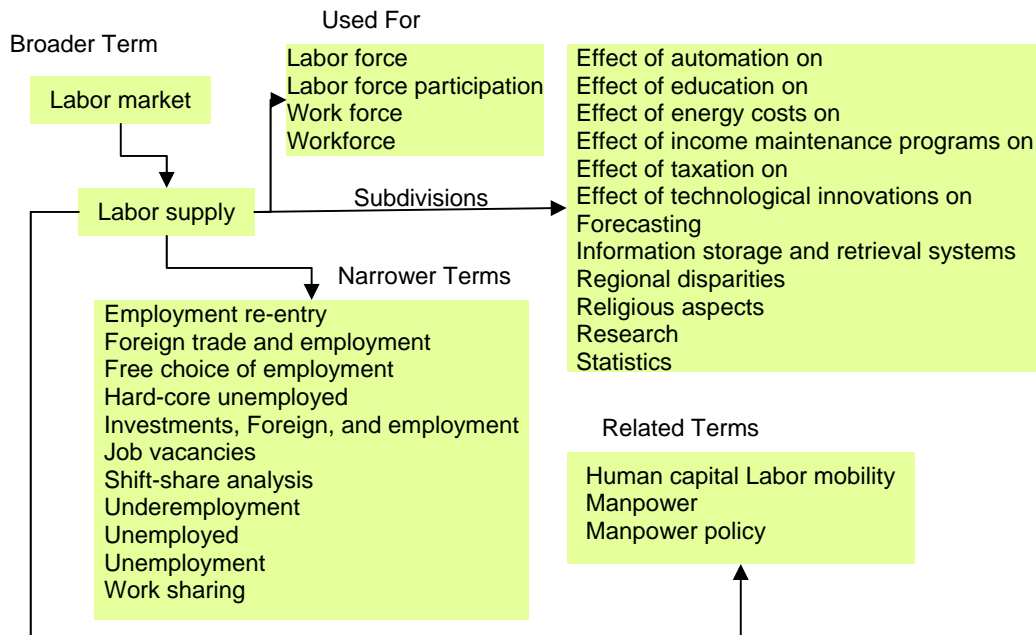 Used For
Broader Term
Labor market
Labor force
Labor force participation
Work force
Workforce
Effect of automation on
Effect of education on
Effect of energy costs on
Effect of income maintenance programs on
Effect of taxation on
Effect of technological innovations on
Forecasting
Information storage and retrieval systems
Regional disparities
Religious aspects
Research
Statistics
Labor supply
Subdivisions
Narrower Terms
Employment re-entry
Foreign trade and employment
Free choice of employment
Hard-core unemployed
Investments, Foreign, and employment
Job vacancies
Shift-share analysis
Underemployment
Unemployed
Unemployment
Work sharing
Related Terms
Human capital Labor mobility
Manpower
Manpower policy